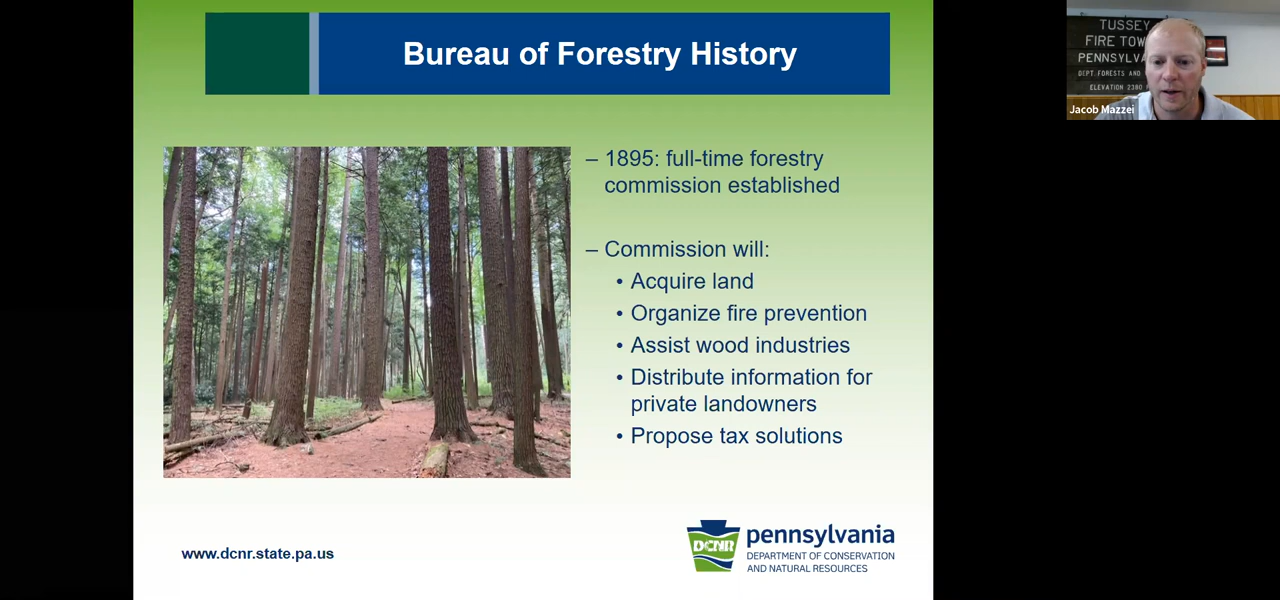 Bureau of Forestry History
– 1895: full-time forestry
commission established
– Commission will:
• Acquire land
• Organize fire prevention
• Assist wood industries
• Distribute information for
private landowners
• Propose tax solutions
www.dcnr.state.pa.us
DCNR
pennsylvania
DEPARTMENT OF CONSERVATION
AND NATURAL RESOURCES
TUSSEY
FIRE TOW
PENNSYLVA
DEPT. FORESTS AND
ELEVATION 2380
Jacob Mazzei